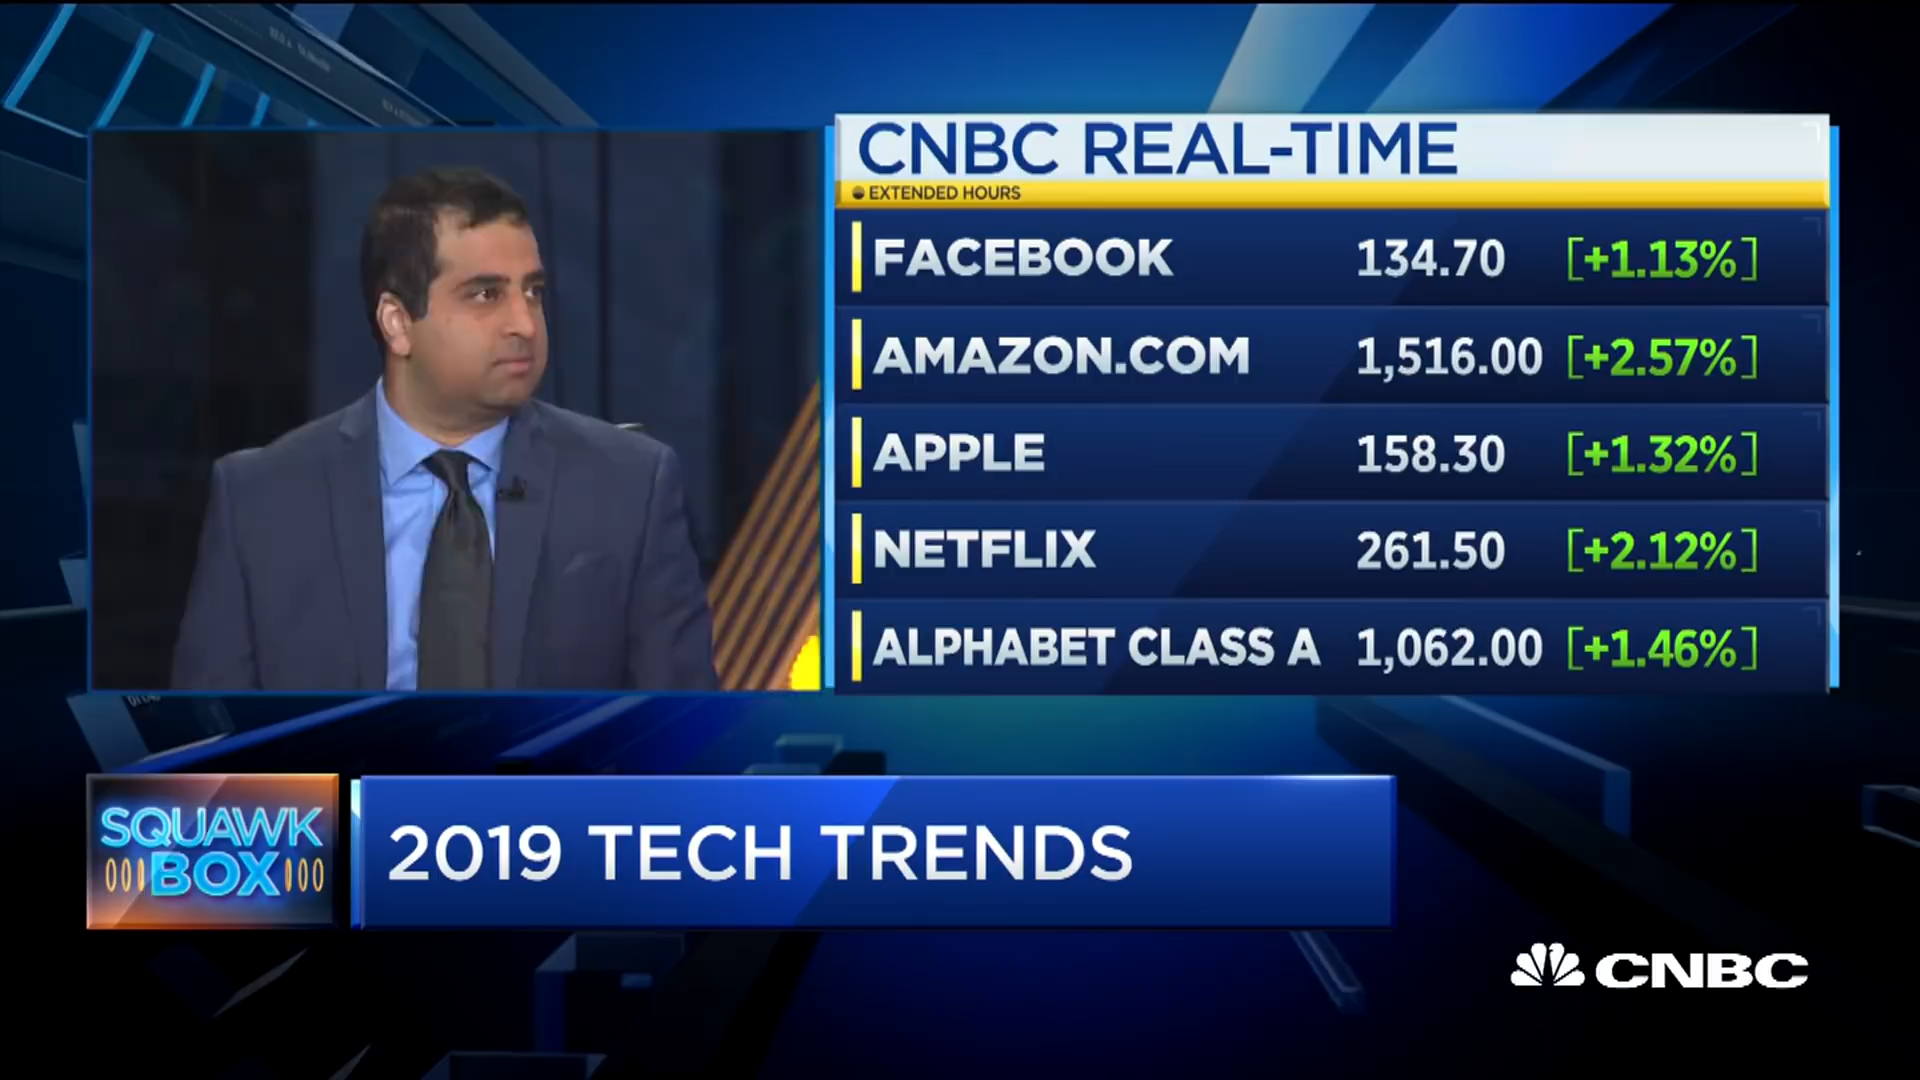 CNBC REAL-TIME
EXTENDED HOURS
FACEBOOK 134.70 [+1.13%]
AMAZON.COM 1,516.00 [+2.57%]
APPLE 158.30 [+1.32%]
NETFLIX 261.50 [+2.12%]
ALPHABET CLASS A 1,062.00 [+1.46%]
SQUAWK
BOX
2019 TECH TRENDS
CNBC